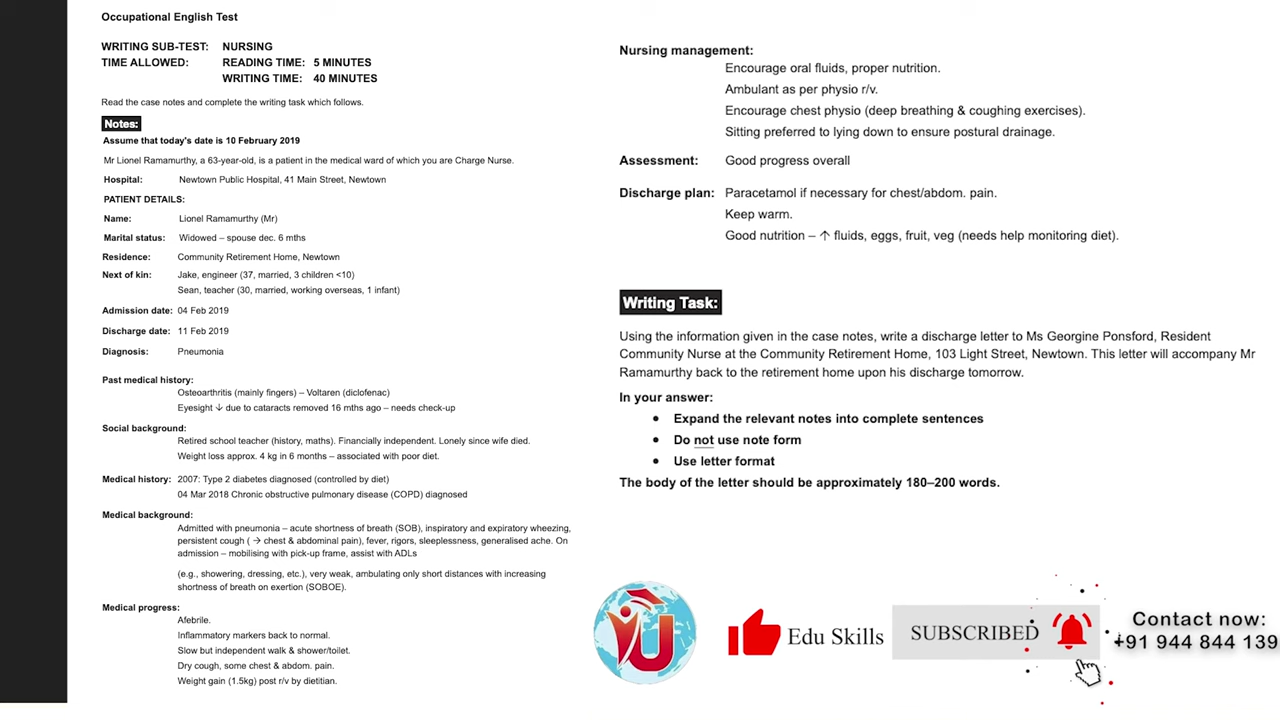 Occupational English Test
WRITING SUB-TEST: NURSING
TIME ALLOWED: READING TIME: 5 MINUTES
WRITING TIME: 40 MINUTES
Read the case notes and complete the writing task which follows.
Notes:
Assume that today's date is 10 February 2019
Mr Lionel Ramamurthy, a 63-year-old, is a patient in the medical ward of which you are Charge Nurse.
Hospital: Newtown Public Hospital, 41 Main Street, Newtown
PATIENT DETAILS:
Name: Lionel Ramamurthy (Mr)
Marital status: Widowed – spouse dec. 6 mths
Residence: Community Retirement Home, Newtown
Next of kin: Jake, engineer (37, married, 3 children <10)
Sean, teacher (30, married, working overseas, 1 infant)
Admission date: 04 Feb 2019
Discharge date: 11 Feb 2019
Diagnosis: Pneumonia
Past medical history:
Osteoarthritis (mainly fingers) – Voltaren (diclofenac)
Eyesight ↓ due to cataracts removed 16 mths ago – needs check-up
Social background:
Retired school teacher (history, maths). Financially independent. Lonely since wife died.
Weight loss approx. 4 kg in 6 months – associated with poor diet.
Medical history: 2007: Type 2 diabetes diagnosed (controlled by diet)
04 Mar 2018 Chronic obstructive pulmonary disease (COPD) diagnosed
Medical background:
Admitted with pneumonia – acute shortness of breath (SOB), inspiratory and expiratory wheezing,
persistent cough ( → chest & abdominal pain), fever, rigors, sleeplessness, generalised ache. On
admission – mobilising with pick-up frame, assist with ADLs
(e.g., showering, dressing, etc.), very weak, ambulating only short distances with increasing
shortness of breath on exertion (SOBOE).
Medical progress:
Afebrile.
Inflammatory markers back to normal.
Slow but independent walk & shower/toilet.
Dry cough, some chest & abdom. pain.
Weight gain (1.5kg) post r/v by dietitian.
Nursing management:
Encourage oral fluids, proper nutrition.
Ambulant as per physio r/v.
Encourage chest physio (deep breathing & coughing exercises).
Sitting preferred to lying down to ensure postural drainage.
Assessment: Good progress overall
Discharge plan: Paracetamol if necessary for chest/abdom. pain.
Keep warm.
Good nutrition – ↑ fluids, eggs, fruit, veg (needs help monitoring diet).
Writing Task:
Using the information given in the case notes, write a discharge letter to Ms Georgine Ponsford, Resident
Community Nurse at the Community Retirement Home, 103 Light Street, Newtown. This letter will accompany Mr
Ramamurthy back to the retirement home upon his discharge tomorrow.
In your answer:
• Expand the relevant notes into complete sentences
• Do not use note form
• Use letter format
The body of the letter should be approximately 180–200 words.
Edu Skills
SUBSCRIBED
Contact now:
+91 944 844 139